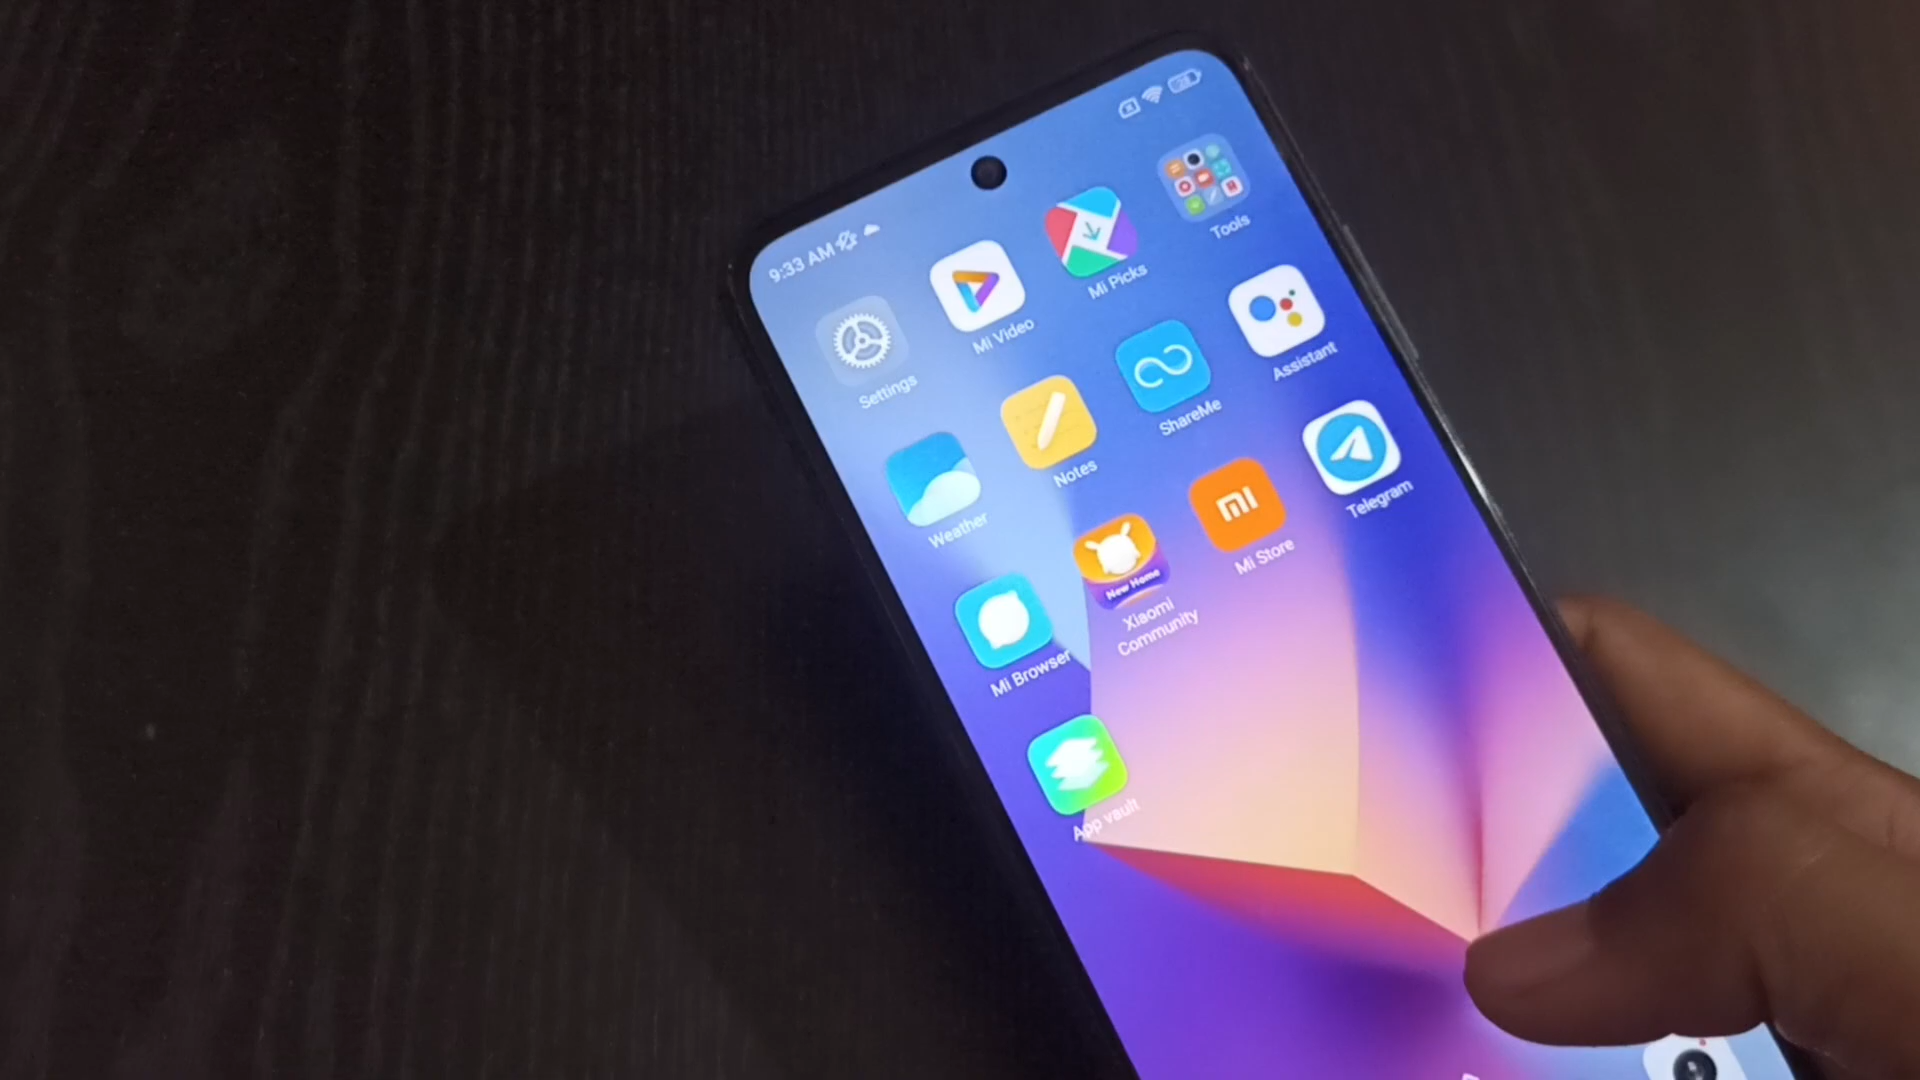 9:33 AM
Settings
Mi Video
Mi Picks
Tools
Weather
Notes
ShareMe
Assistant
Mi Browser
New Home
Xiaomi
Community
mi
Mi Store
Telegram
App vault